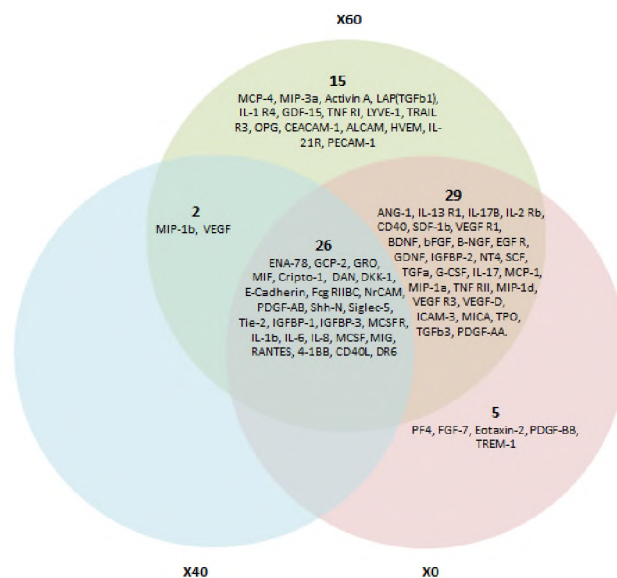 X60
15
MCP-4, MIP-3a, Activin A, LAP(TGFb1),
IL-1 R4, GDF-15, TNF RI, LYVE-1, TRAIL
R3, OPG, CEACAM-1, ALCAM, HVEM, IL-
21R, PECAM-1
2
MIP-1b, VEGF
29
ANG-1, IL-13 R1, IL-17B, IL-2 Rb,
CD40, SDF-1b, VEGF R1,
BDNF, bFGF, B-NGF, EGF R,
GDNF, IGFBP-2, NT4, SCF,
TGFa, G-CSF, IL-17, MCP-1,
MIP-1a, TNF RII, MIP-1d,
VEGF R3, VEGF-D,
ICAM-3, MICA, TPO,
TGFb3, PDGF-AA.
26
ENA-78, GCP-2, GRO,
MIF, Cripto-1, DAN, DKK-1,
E-Cadherin, Fcg RIIBC, NrCAM,
PDGF-AB, Shh-N, Siglec-5,
Tie-2, IGFBP-1, IGFBP-3, MCSF R,
IL-1b, IL-6, IL-8, MCSF, MIG,
RANTES, 4-1BB, CD40L, DR6
5
PF4, FGF-7, Eotaxin-2, PDGF-BB,
TREM-1
X40
X0